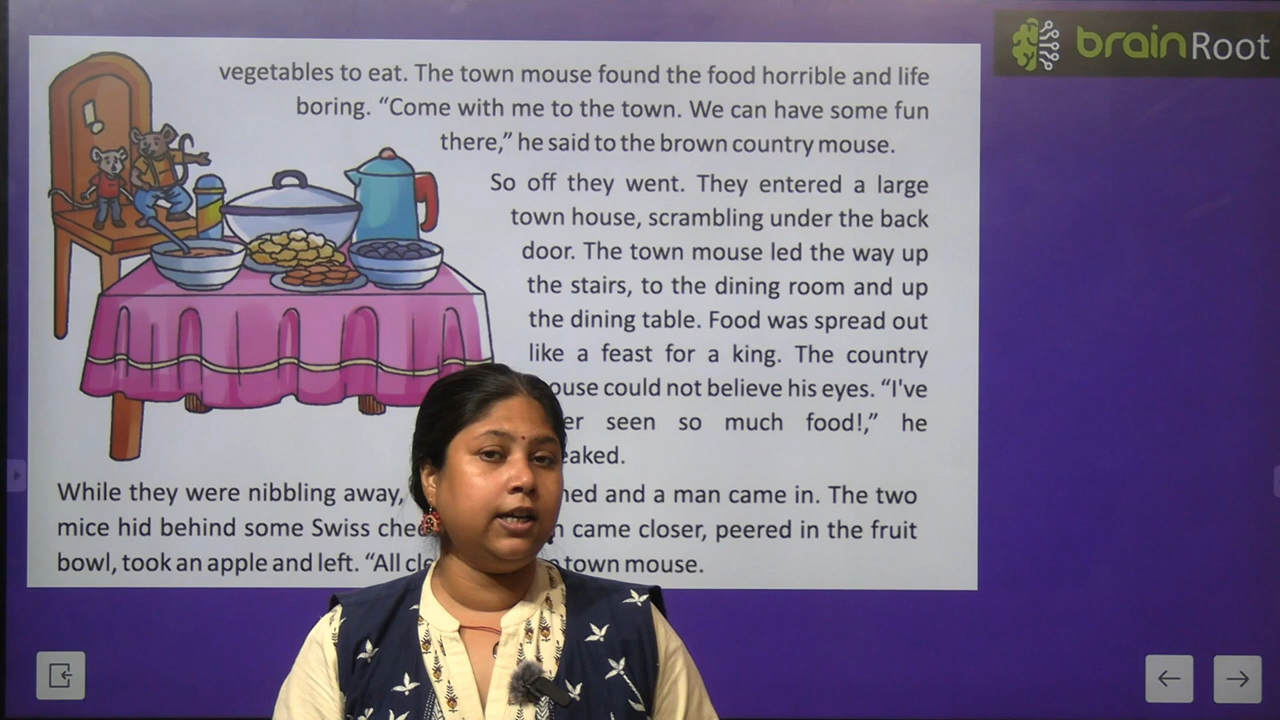 brainRoot
vegetables to eat. The town mouse found the food horrible and life
boring. “Come with me to the town. We can have some fun
there,” he said to the brown country mouse.
So off they went. They entered a large
town house, scrambling under the back
door. The town mouse led the way up
the stairs, to the dining room and up
the dining table. Food was spread out
like a feast for a king. The country
could not believe his eyes. “I've
seen so much food!,” he
While they were nibbling away, and a man came in. The two
mice hid behind some Swiss came closer, peered in the fruit
bowl, took an apple and left. “All town mouse.